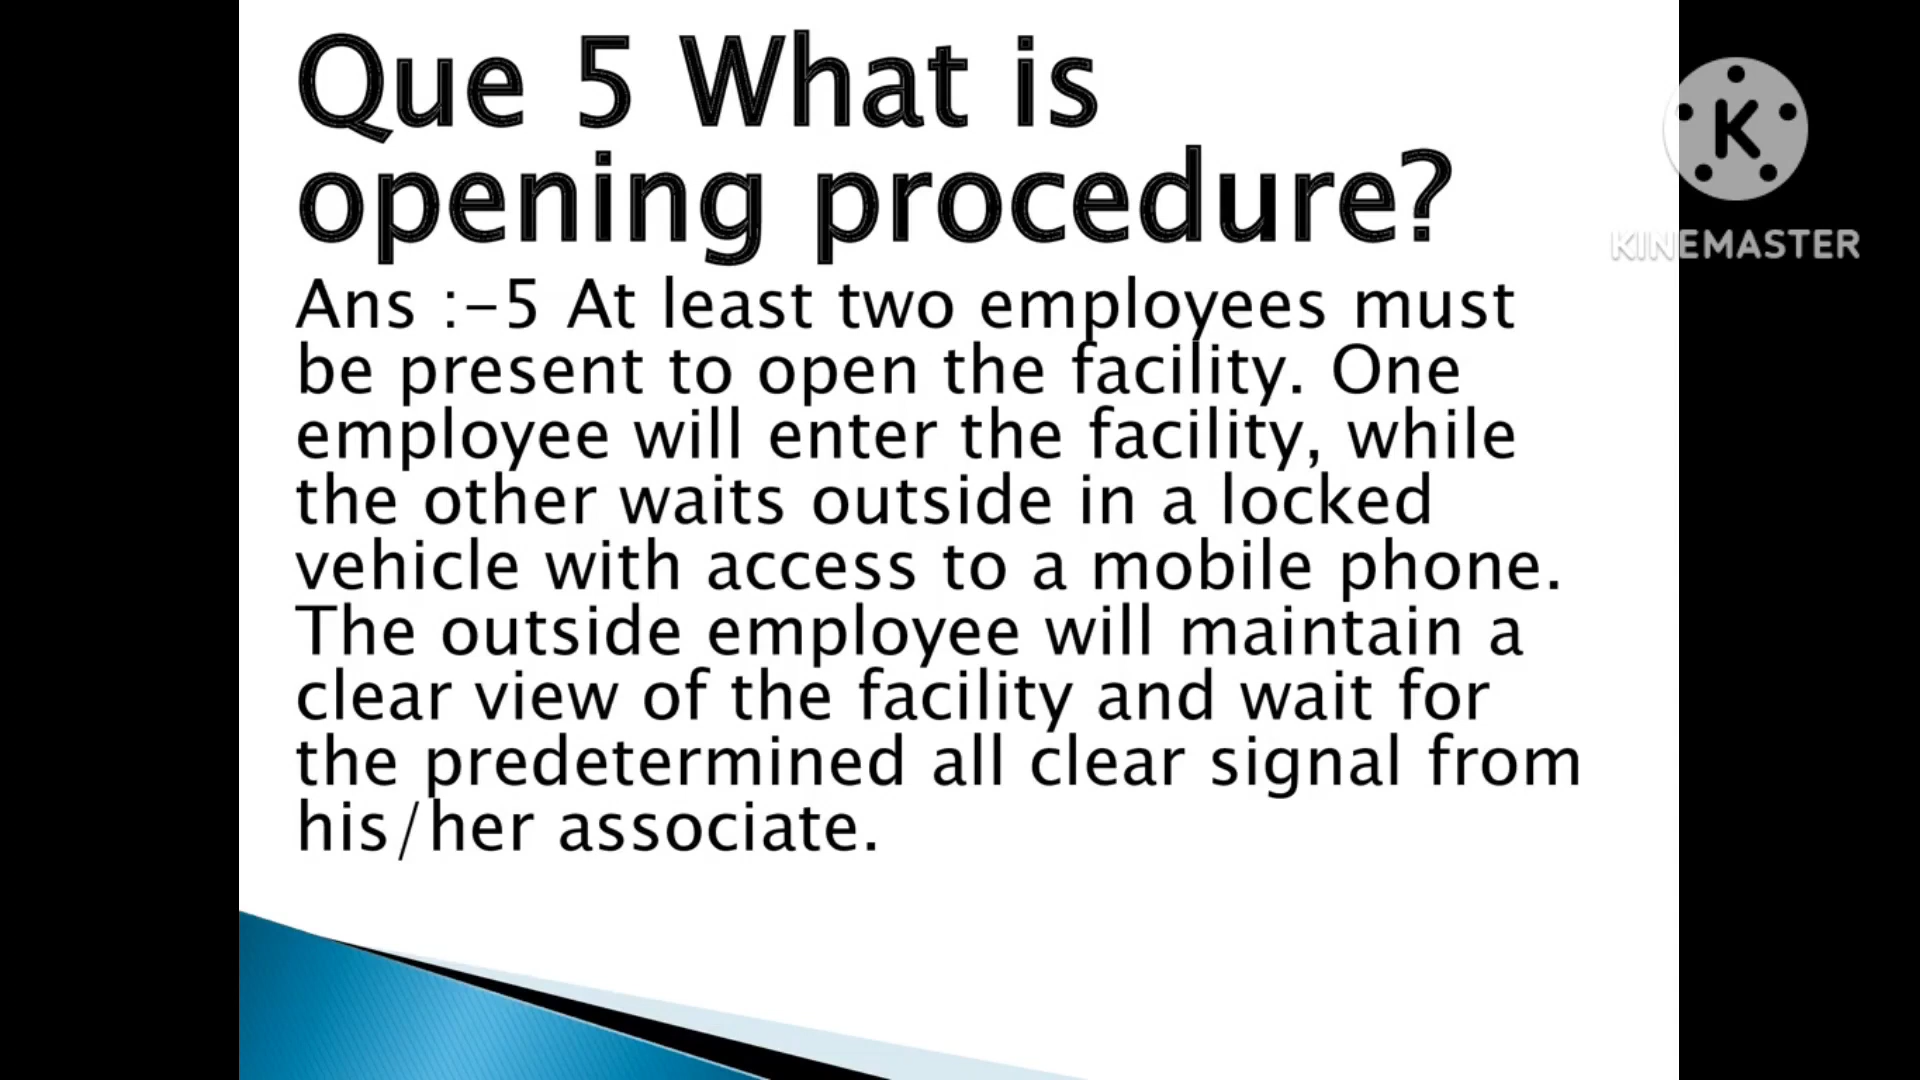 Que 5 What is
opening procedure?
Ans :-5 At least two employees must
be present to open the facility. One
employee will enter the facility, while
the other waits outside in a locked
vehicle with access to a mobile phone.
The outside employee will maintain a
clear view of the facility and wait for
the predetermined all clear signal from
his/her associate.
K
KINEMASTER